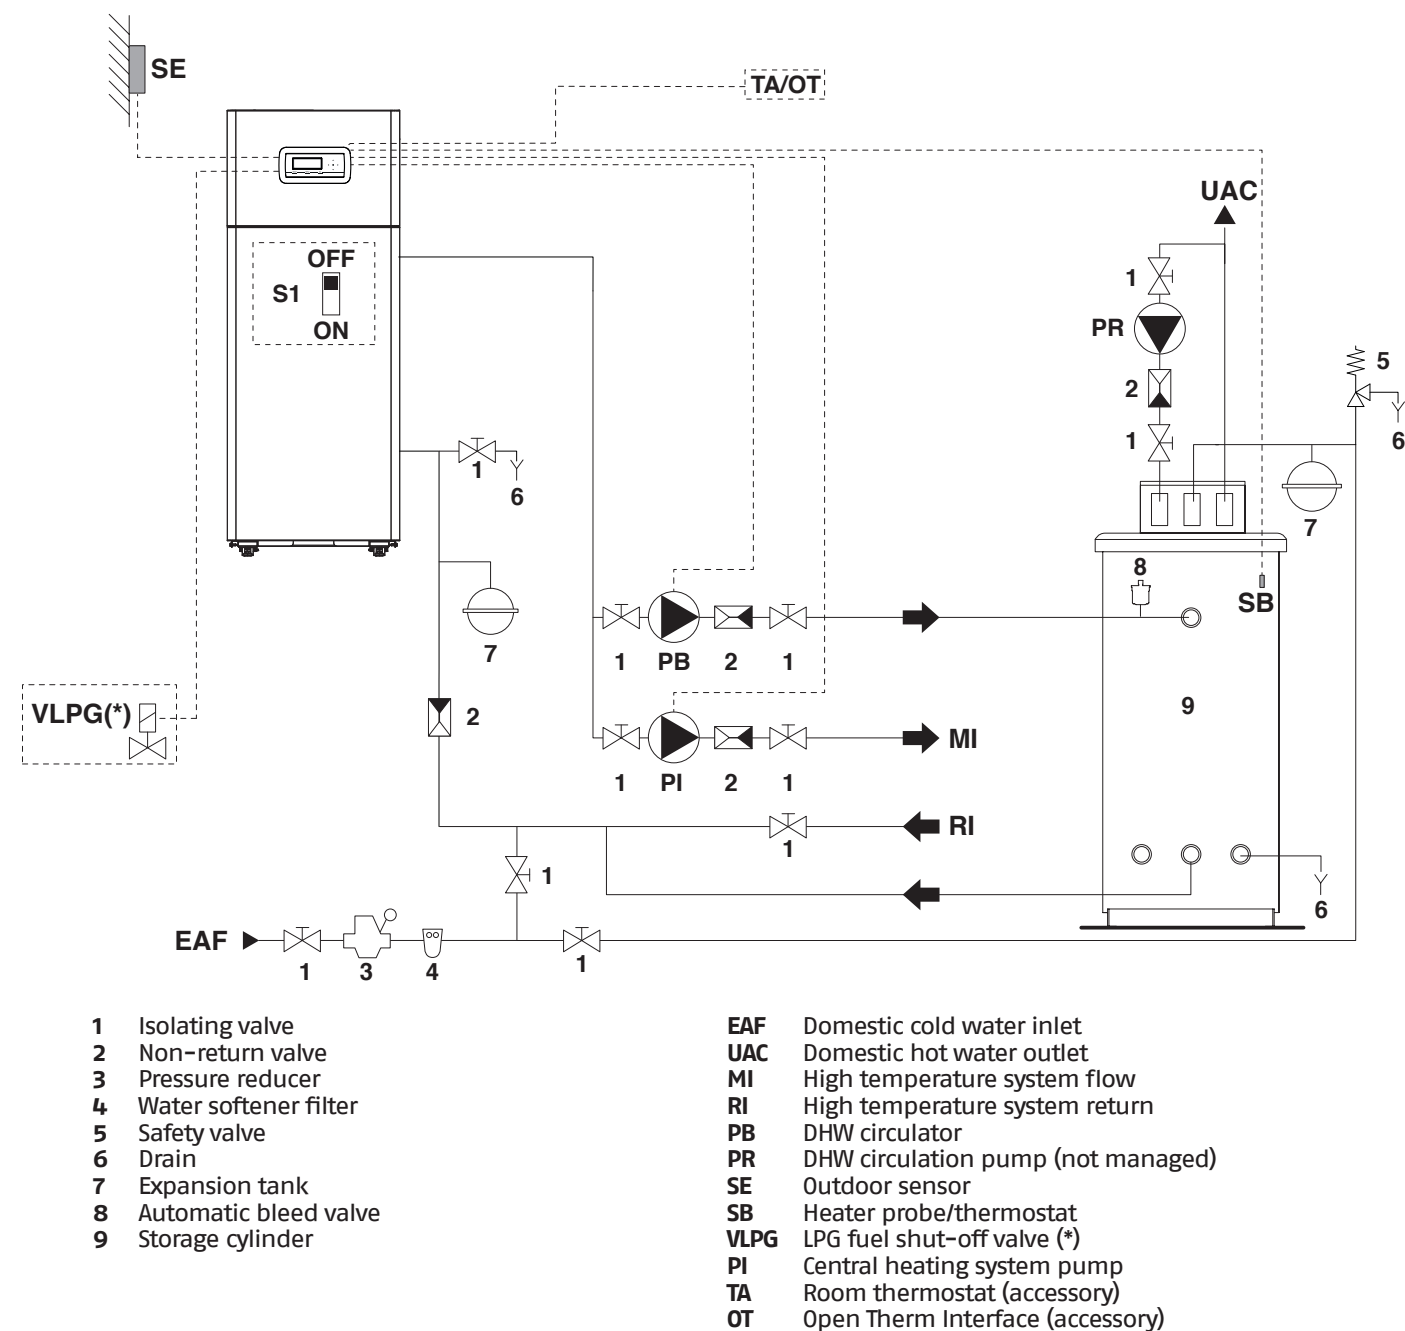 SE
TA/OT
UAC
OFF
S1
ON
1
PR
5
2
1
6
1
6
7
8
SB
7
1 PB 2 1
9
VLPG(*)
2
MI
1 PI 2 1
RI
1
1
6
EAF
1 3 4 1
1 Isolating valve
2 Non-return valve
3 Pressure reducer
4 Water softener filter
5 Safety valve
6 Drain
7 Expansion tank
8 Automatic bleed valve
9 Storage cylinder
EAF Domestic cold water inlet
UAC Domestic hot water outlet
MI High temperature system flow
RI High temperature system return
PB DHW circulator
PR DHW circulation pump (not managed)
SE Outdoor sensor
SB Heater probe/thermostat
VLPG LPG fuel shut-off valve (*)
PI Central heating system pump
TA Room thermostat (accessory)
OT Open Therm Interface (accessory)